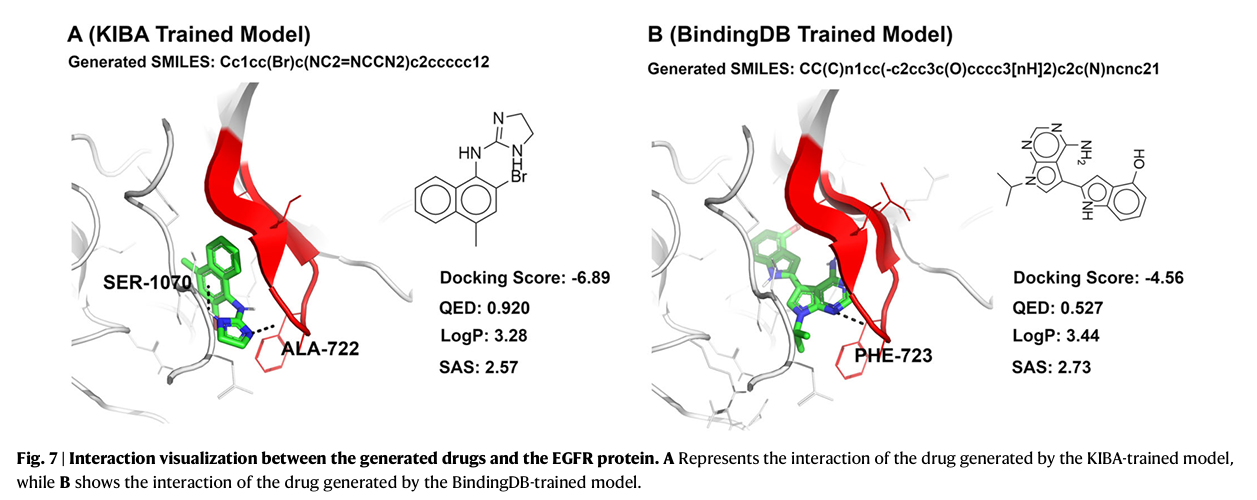 A (KIBA Trained Model)
Generated SMILES: Cc1cc(Br)c(NC2=NCCN2)c2ccccc12
SER-1070
ALA-722
N
HN
N
H
Br
Docking Score: -6.89
QED: 0.920
LogP: 3.28
SAS: 2.57
B (BindingDB Trained Model)
Generated SMILES: CC(C)n1cc(-c2cc3c(O)cccc3[nH]2)c2c(N)ncnc21
PHE-723
N
N
NH2
N
HO
NH
Docking Score: -4.56
QED: 0.527
LogP: 3.44
SAS: 2.73
Fig. 7 | Interaction visualization between the generated drugs and the EGFR protein. A Represents the interaction of the drug generated by the KIBA-trained model,
while B shows the interaction of the drug generated by the BindingDB-trained model.